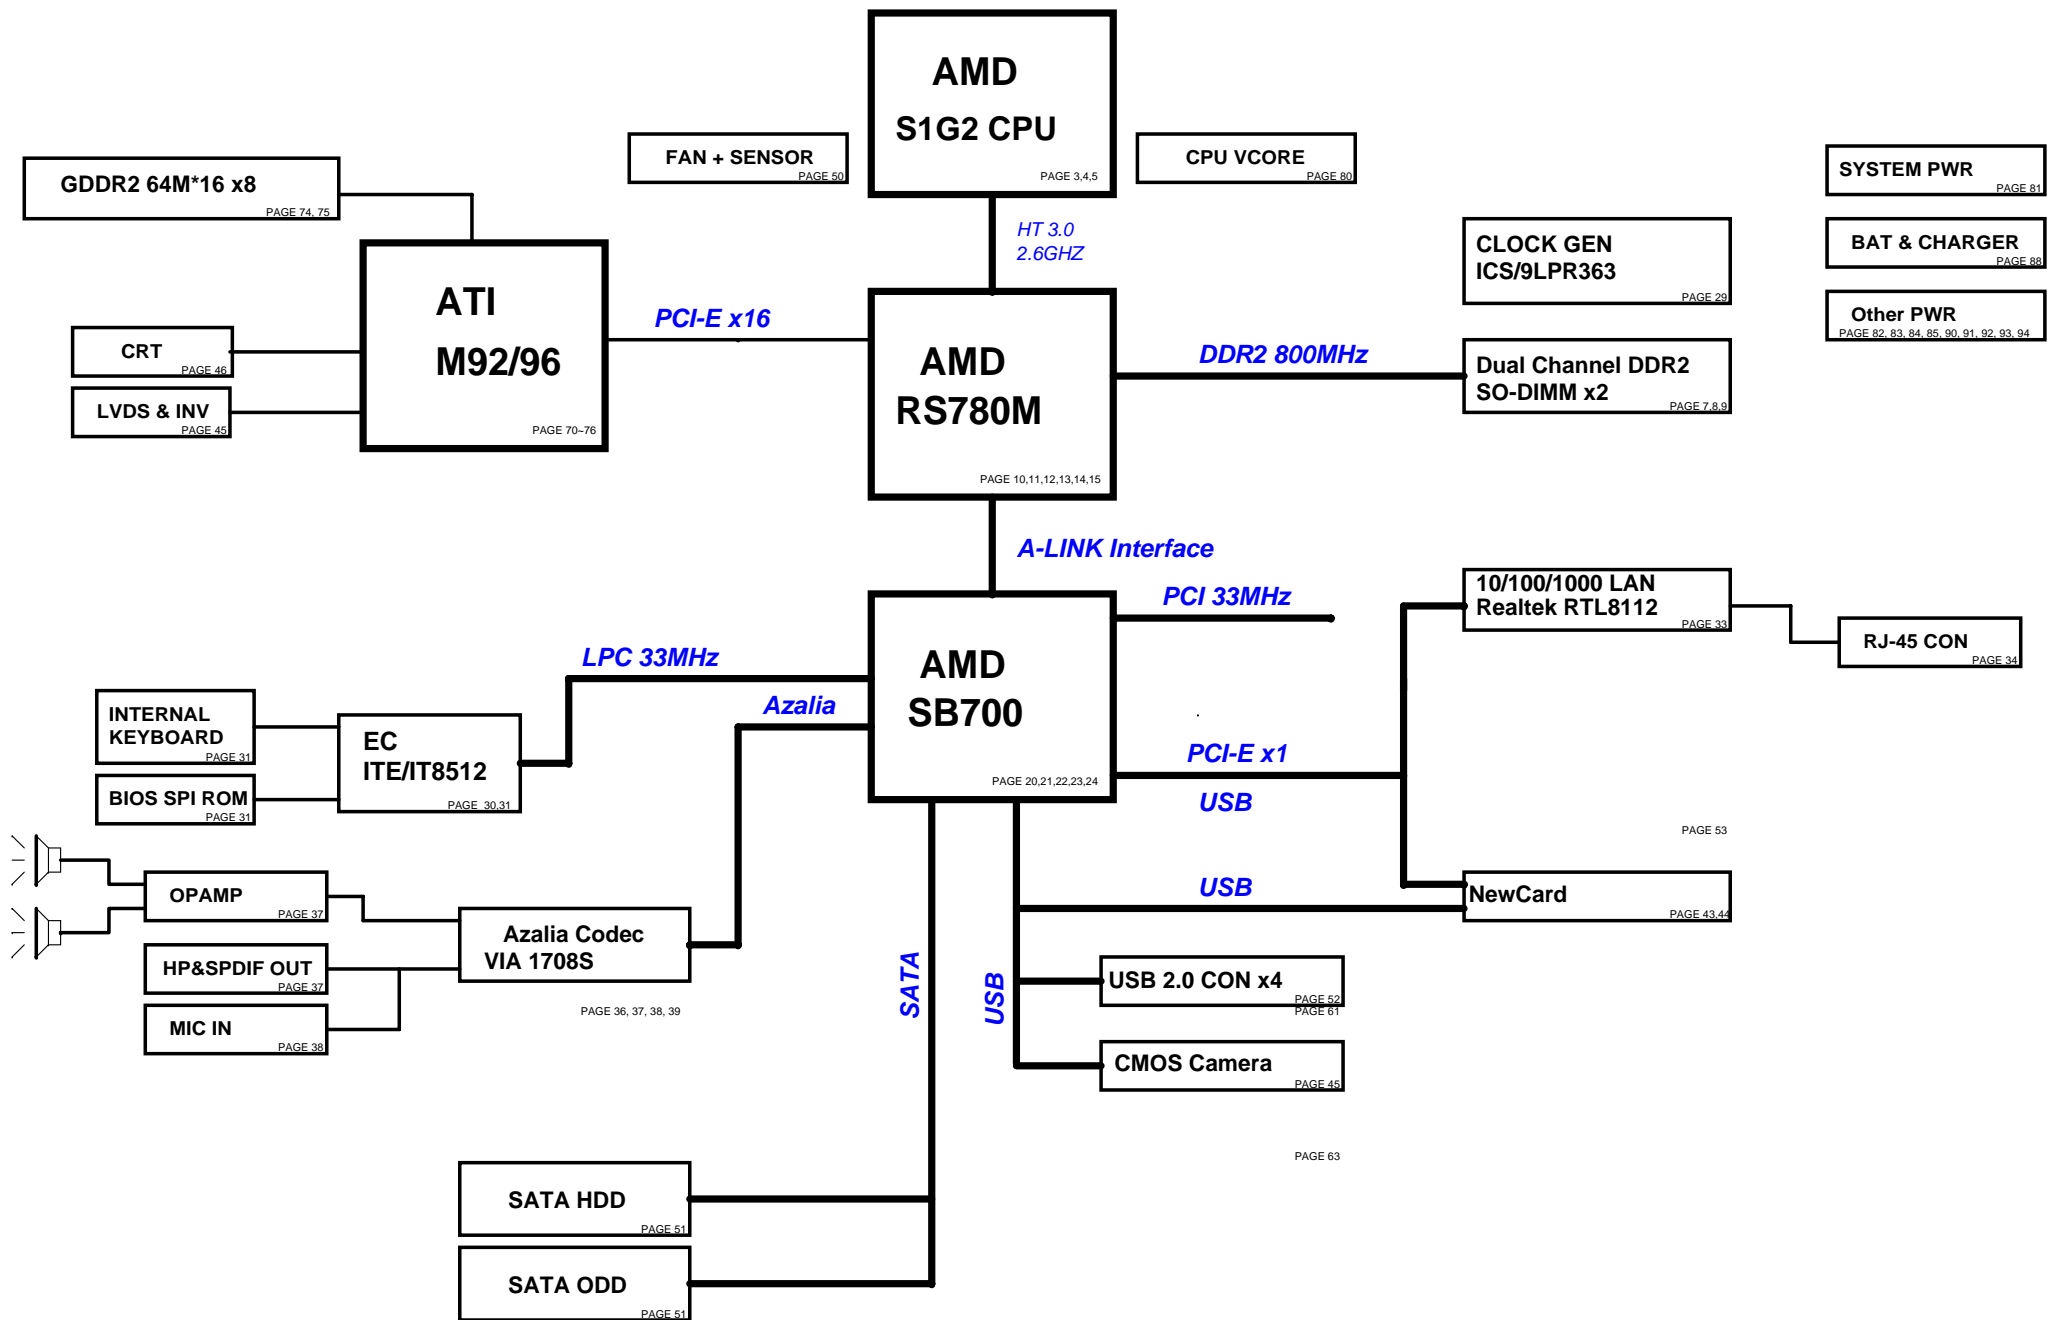 AMD
S1G2 CPU
PAGE 3,4,5
FAN + SENSOR
PAGE 50
CPU VCORE
PAGE 80
SYSTEM PWR
PAGE 81
GDDR2 64M*16 x8
PAGE 74, 75
HT 3.0
2.6GHZ
CLOCK GEN
ICS/9LPR363
PAGE 29
BAT & CHARGER
PAGE 88
ATI
M92/96
PAGE 70~76
PCI-E x16
AMD
RS780M
PAGE 10,11,12,13,14,15
Other PWR
PAGE 82, 83, 84, 85, 90, 91, 92, 93, 94
CRT
PAGE 46
LVDS & INV
PAGE 45
DDR2 800MHz
Dual Channel DDR2
SO-DIMM x2
PAGE 7,8,9
A-LINK Interface
PCI 33MHz
10/100/1000 LAN
Realtek RTL8112
PAGE 33
RJ-45 CON
PAGE 34
LPC 33MHz
Azalia
AMD
SB700
PAGE 20,21,22,23,24
INTERNAL
KEYBOARD
PAGE 31
EC
ITE/IT8512
PAGE 30,31
BIOS SPI ROM
PAGE 31
PCI-E x1
USB
PAGE 53
OPAMP
PAGE 37
USB
NewCard
PAGE 43,44
Azalia Codec
VIA 1708S
PAGE 36, 37, 38, 39
HP&SPDIF OUT
PAGE 37
MIC IN
PAGE 38
SATA
USB
USB 2.0 CON x4
PAGE 52
PAGE 61
CMOS Camera
PAGE 45
PAGE 63
SATA HDD
PAGE 51
SATA ODD
PAGE 51